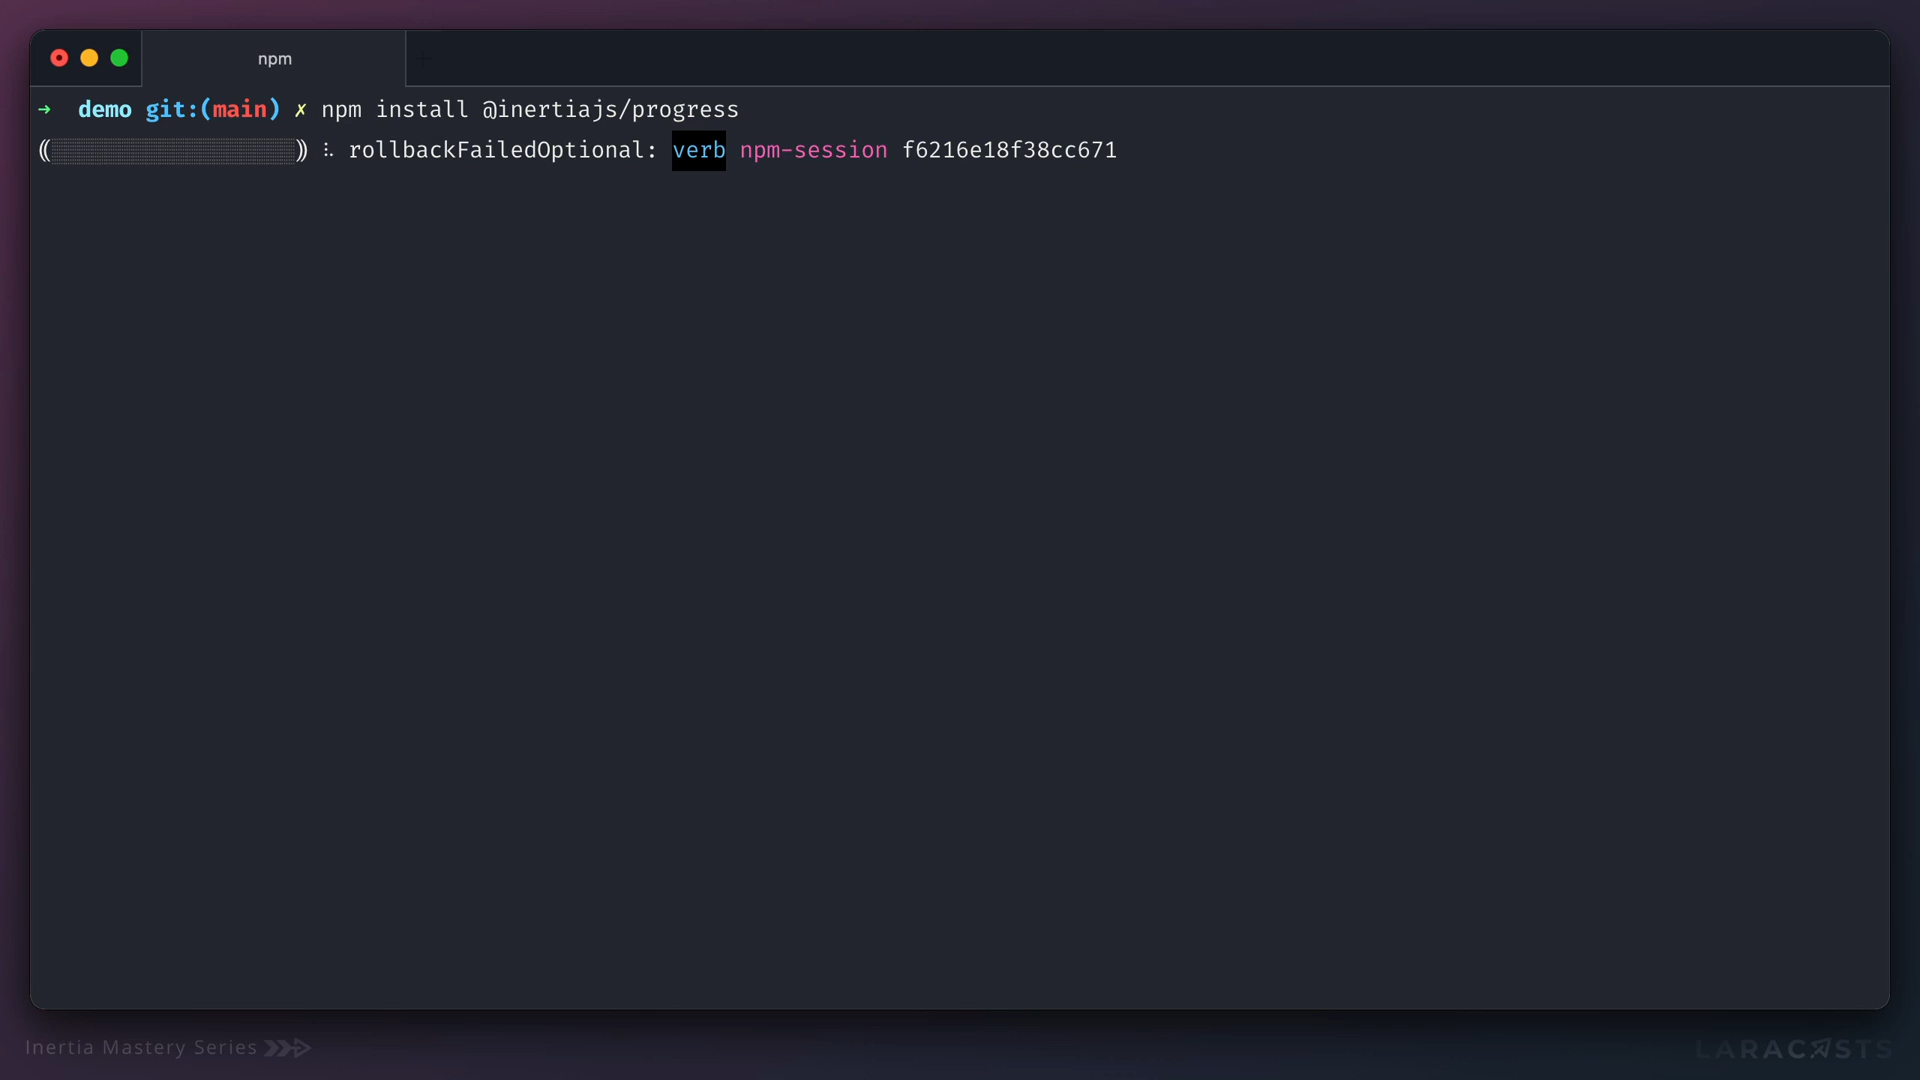 npm
→ demo git:(main) ✗ npm install @inertiajs/progress
(░░░░░░░░░░░░░░░░░░) ⠧ rollbackFailedOptional: verb npm-session f6216e18f38cc671
Inertia Mastery Series
LARACASTS